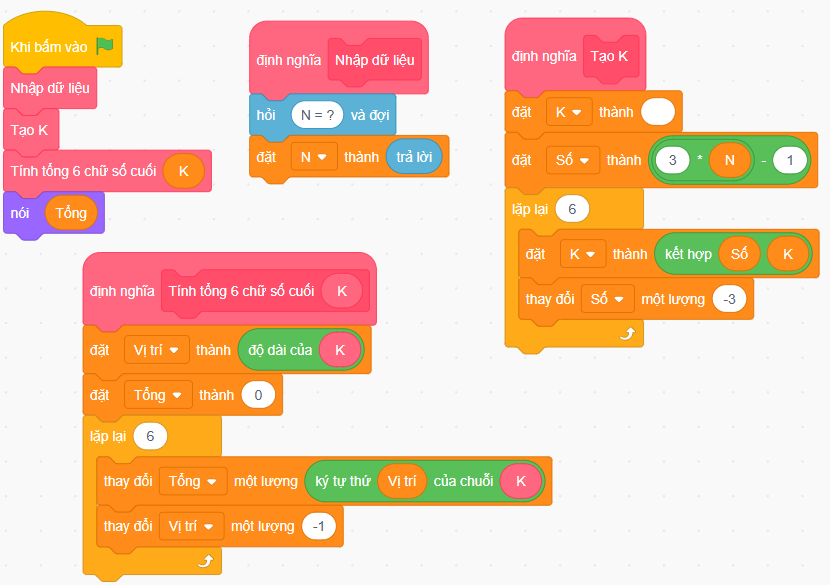 Khi bấm vào
Nhập dữ liệu
Tạo K
Tính tổng 6 chữ số cuối K
nói Tổng
định nghĩa Nhập dữ liệu
hỏi N = ? và đợi
đặt N thành trả lời
định nghĩa Tạo K
đặt K thành
đặt Số thành 3 * N - 1
lặp lại 6
đặt K thành kết hợp Số K
thay đổi Số một lượng -3
định nghĩa Tính tổng 6 chữ số cuối K
đặt Vị trí thành độ dài của K
đặt Tổng thành 0
lặp lại 6
thay đổi Tổng một lượng ký tự thứ Vị trí của chuỗi K
thay đổi Vị trí một lượng -1